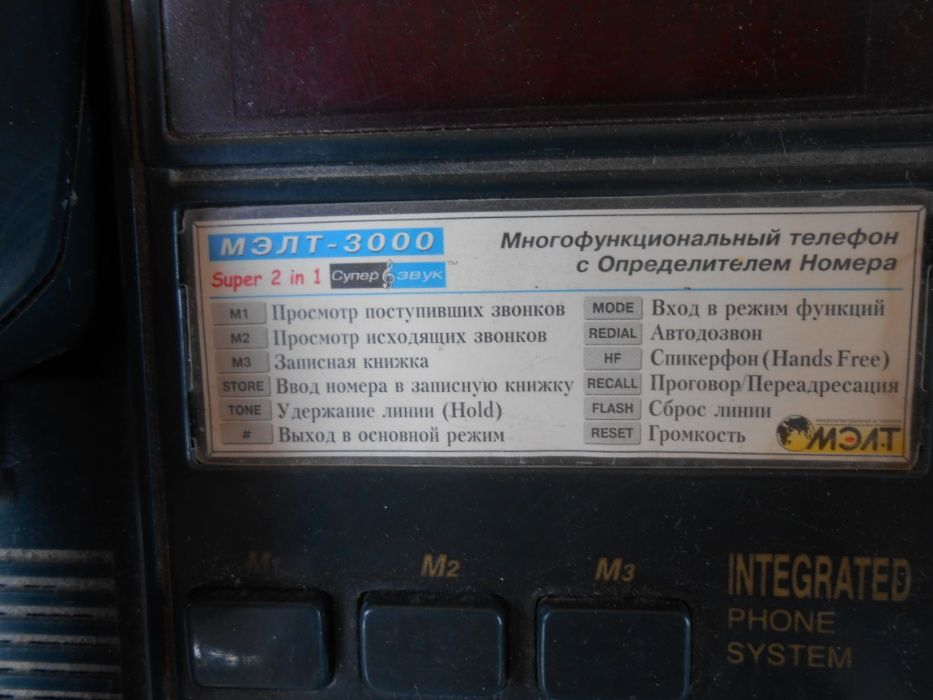 МЭЛТ-3000
Super 2 in 1 Супер звук ™
Многофункциональный телефон
с Определителем Номера
M1 Просмотр поступивших звонков
M2 Просмотр исходящих звонков
M3 Записная книжка
STORE Ввод номера в записную книжку
TONE Удержание линии (Hold)
# Выход в основной режим
MODE Вход в режим функций
REDIAL Автодозвон
HF Спикерфон (Hands Free)
RECALL Проговор/Переадресация
FLASH Сброс линии
RESET Громкость
МЭЛТ
M1 M2 M3
INTEGRATED
PHONE
SYSTEM